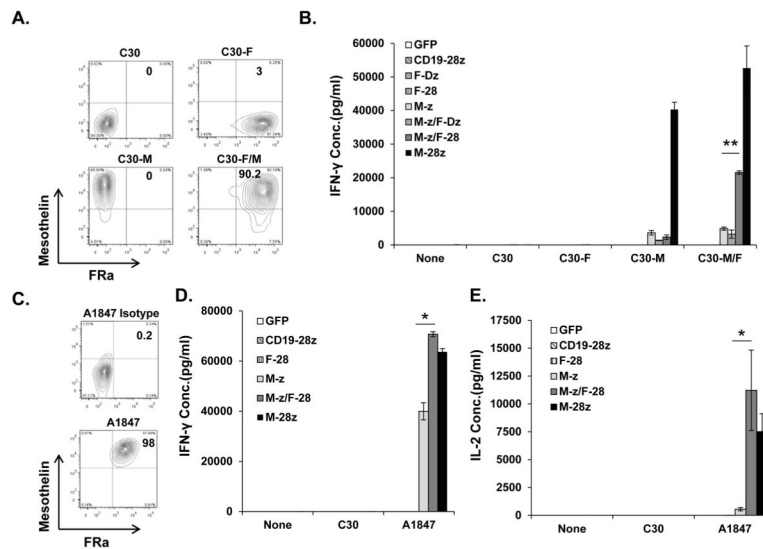 A.
C30
0
C30-F
3
C30-M
0
C30-F/M
90.2
Mesothelin
FRa
B.
IFN-γ Conc.(pg/ml)
60000
50000
40000
30000
20000
10000
0
GFP
CD19-28z
F-Dz
F-28
M-z
M-z/F-Dz
M-z/F-28
M-28z
**
None C30 C30-F C30-M C30-M/F
C.
A1847 Isotype
0.2
A1847
98
Mesothelin
FRa
D.
IFN-γ Conc.(pg/ml)
80000
60000
40000
20000
0
GFP
CD19-28z
F-28
M-z
M-z/F-28
M-28z
*
None C30 A1847
E.
IL-2 Conc.(pg/ml)
17500
15000
12500
10000
7500
5000
2500
0
GFP
CD19-28z
F-28
M-z
M-z/F-28
M-28z
*
None C30 A1847